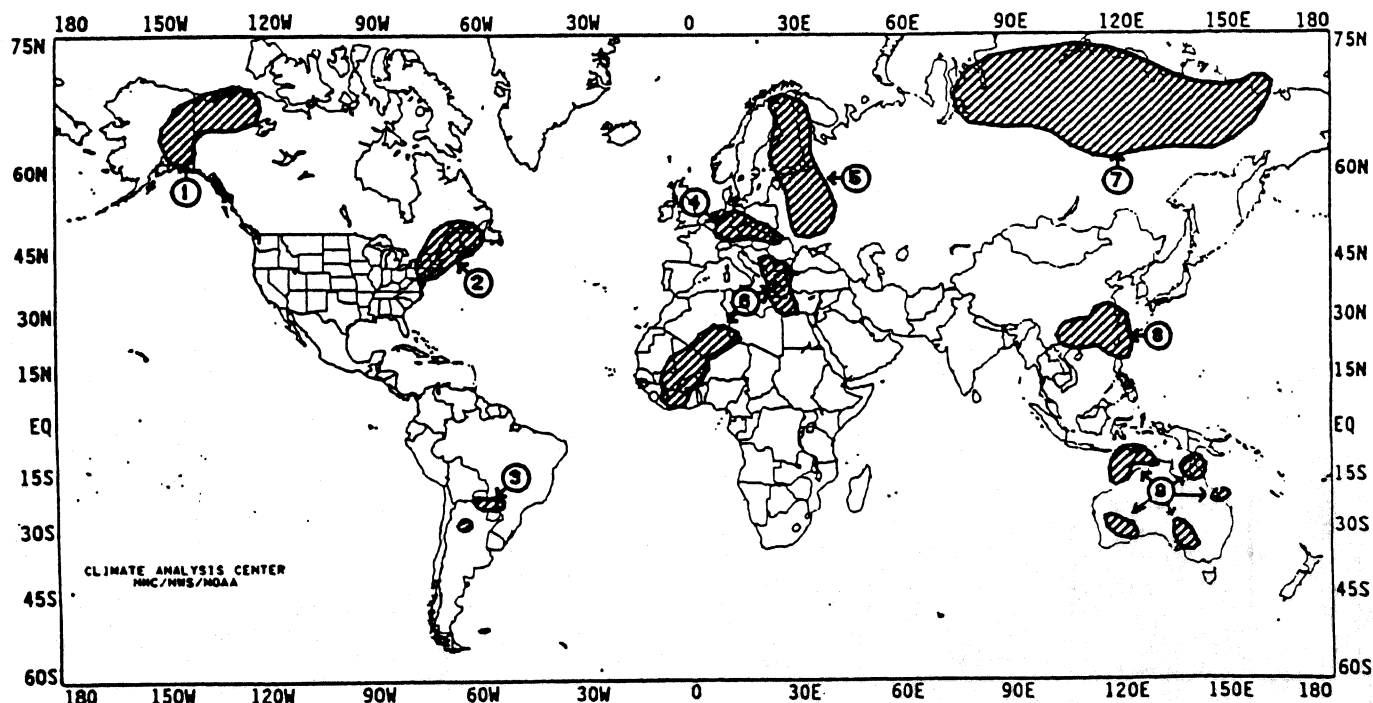 180 150W 120W 90W 60W 30W 0 30E 60E 90E 120E 150E 180
75N 75N
60N 60N
45N 45N
30N 30N
15N 15N
EQ EQ
15S 15S
30S 30S
45S 45S
60S 60S
1
2
3
4
5
6
7
8
9
CLIMATE ANALYSIS CENTER
NMC/NWS/NOAA
180 150W 120W 90W 60W 30W 0 30E 60E 90E 120E 150E 180